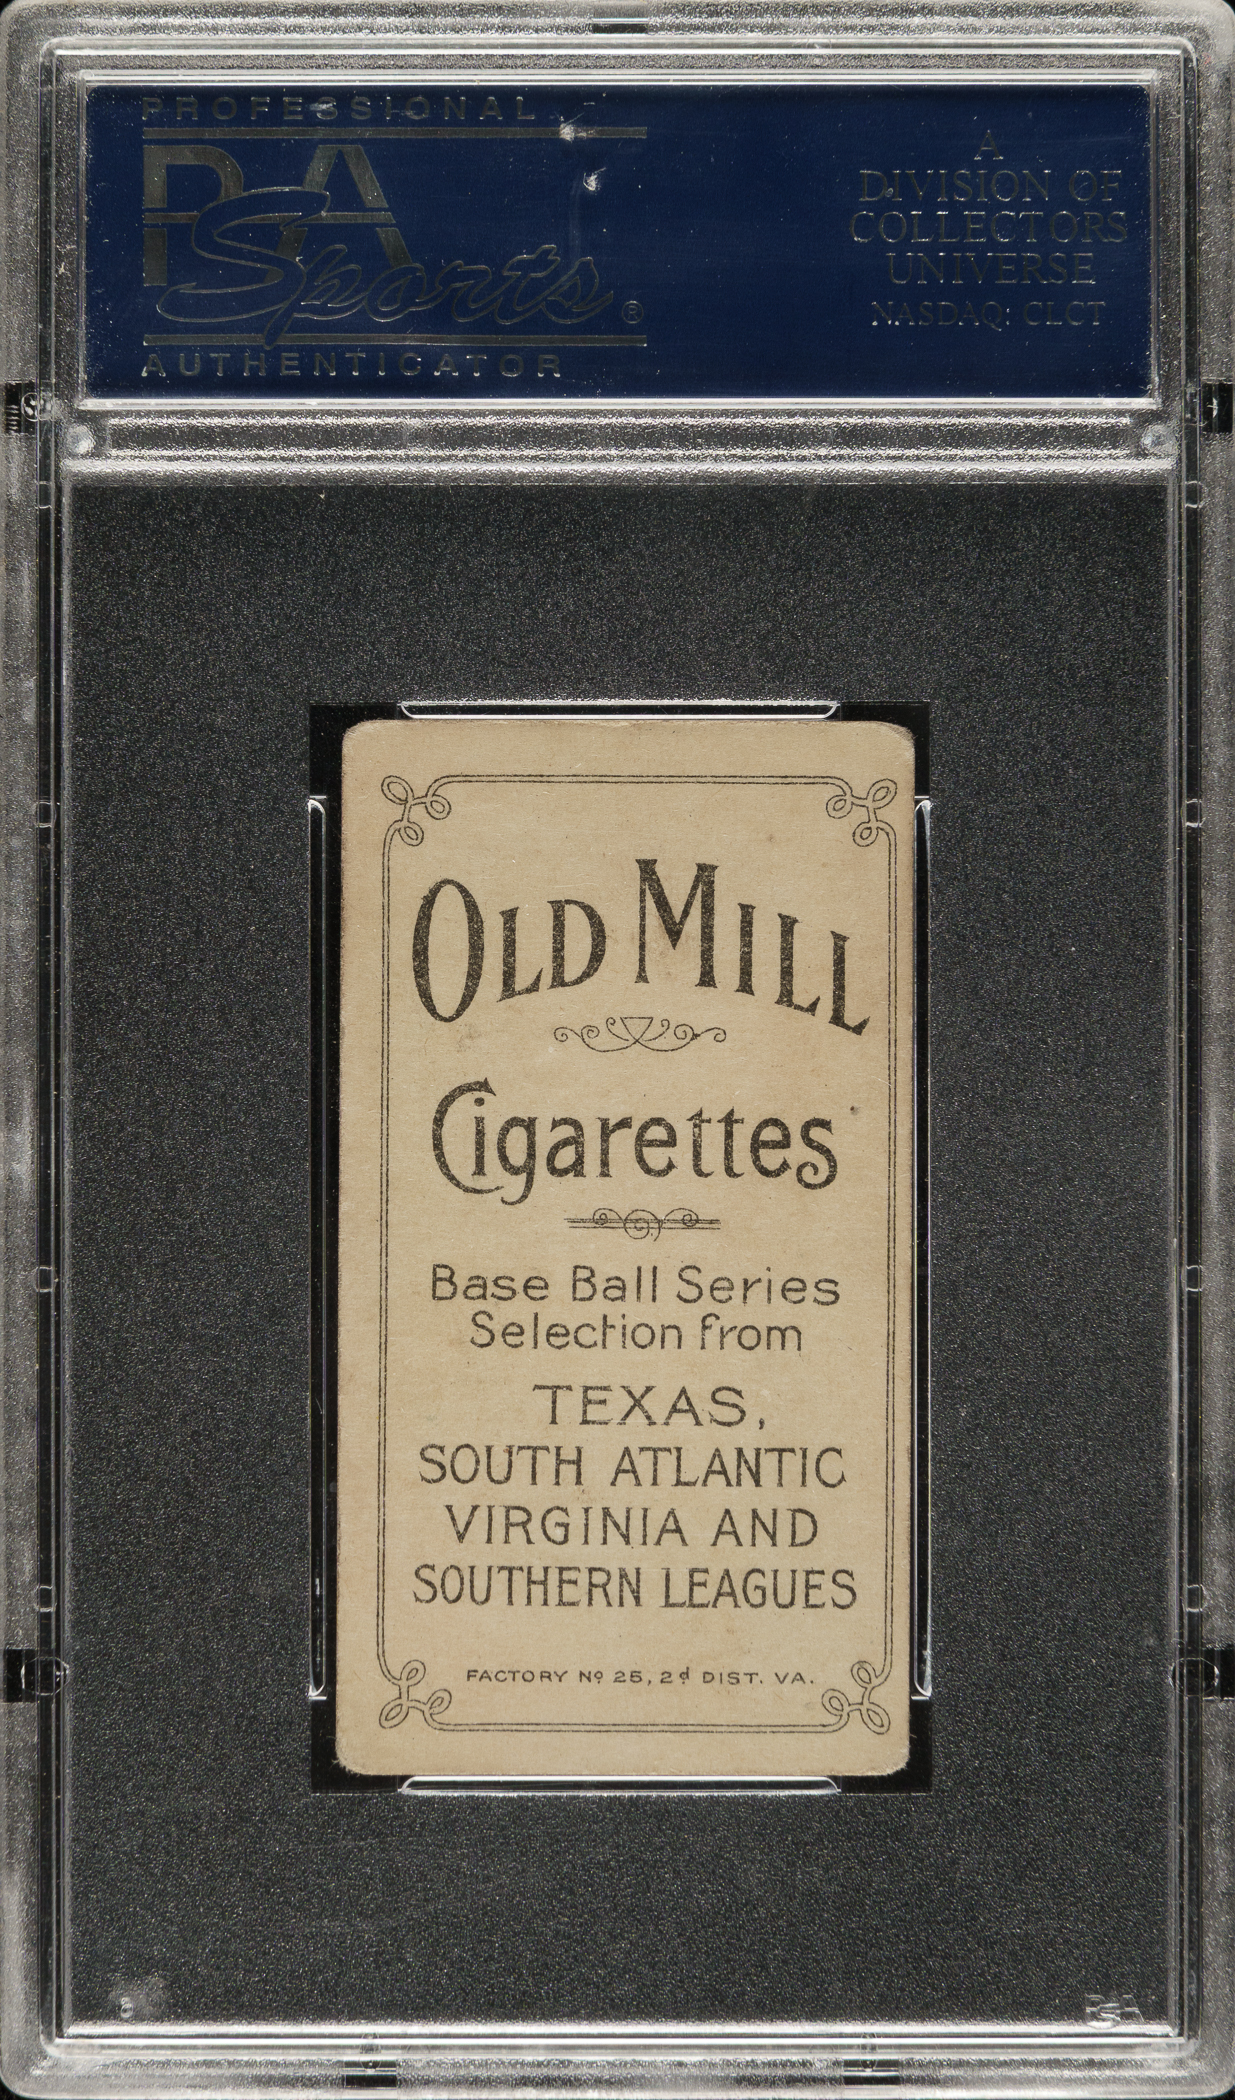 PROFESSIONAL
PSA
Sports®
AUTHENTICATOR
A
DIVISION OF
COLLECTORS
UNIVERSE
NASDAQ: CLCT
OLD MILL
Cigarettes
Base Ball Series
Selection from
TEXAS,
SOUTH ATLANTIC
VIRGINIA AND
SOUTHERN LEAGUES
FACTORY Nº 25, 2d DIST. VA.
PSA